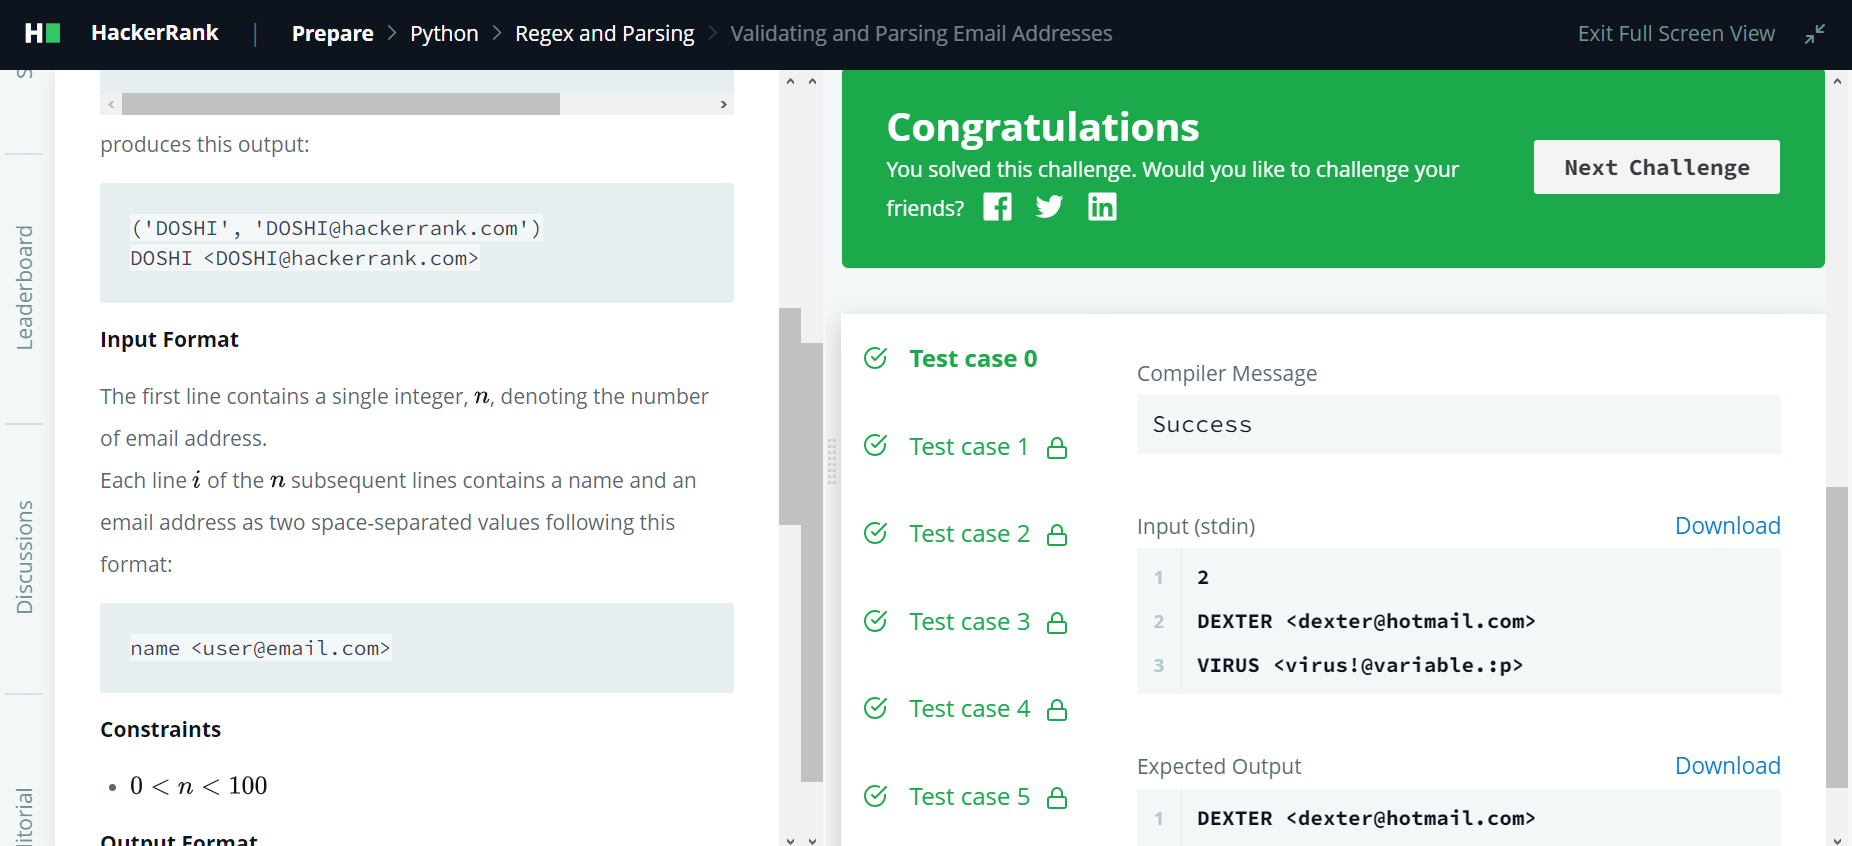 HackerRank | Prepare > Python > Regex and Parsing > Validating and Parsing Email Addresses
Exit Full Screen View
Leaderboard
Discussions
produces this output:
('DOSHI', 'DOSHI@hackerrank.com')
DOSHI <DOSHI@hackerrank.com>
Input Format
The first line contains a single integer, n, denoting the number
of email address.
Each line i of the n subsequent lines contains a name and an
email address as two space-separated values following this
format:
name <user@email.com>
Constraints
• 0 < n < 100
Output Format
Congratulations
You solved this challenge. Would you like to challenge your
friends?
Next Challenge
Test case 0
Test case 1
Test case 2
Test case 3
Test case 4
Test case 5
Compiler Message
Success
Input (stdin)
Download
1 2
2 DEXTER <dexter@hotmail.com>
3 VIRUS <virus!@variable.:p>
Expected Output
Download
1 DEXTER <dexter@hotmail.com>